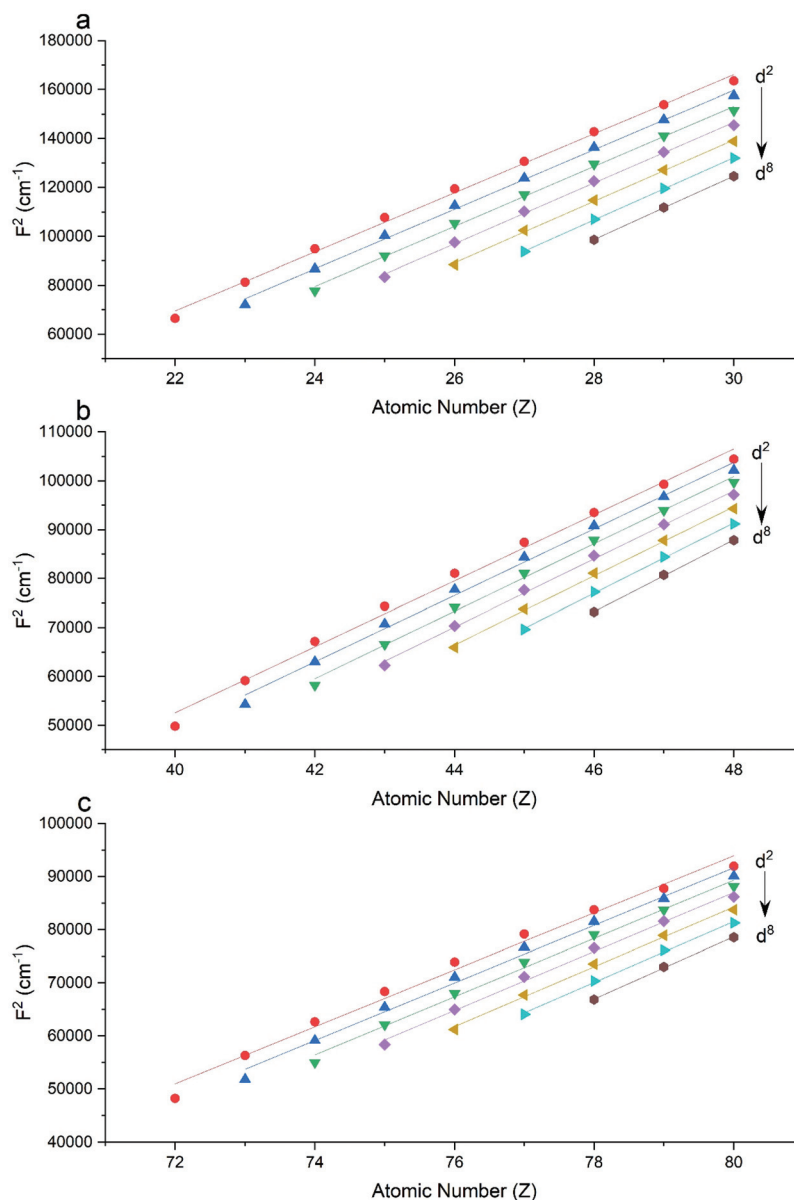 a
180000
160000
140000
120000
100000
80000
60000
F² (cm⁻¹)
d²
d⁸
22 24 26 28 30
Atomic Number (Z)
b
110000
100000
90000
80000
70000
60000
50000
F² (cm⁻¹)
d²
d⁸
40 42 44 46 48
Atomic Number (Z)
c
100000
90000
80000
70000
60000
50000
40000
F² (cm⁻¹)
d²
d⁸
72 74 76 78 80
Atomic Number (Z)